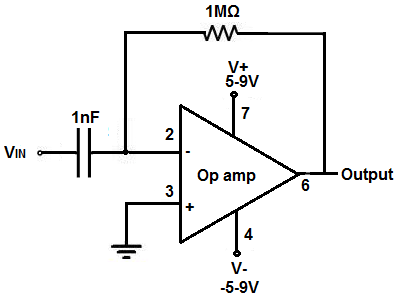 1MΩ
V+
5-9V
7
1nF
2
VIN
-
Op amp
3
+
6
Output
4
V-
-5-9V